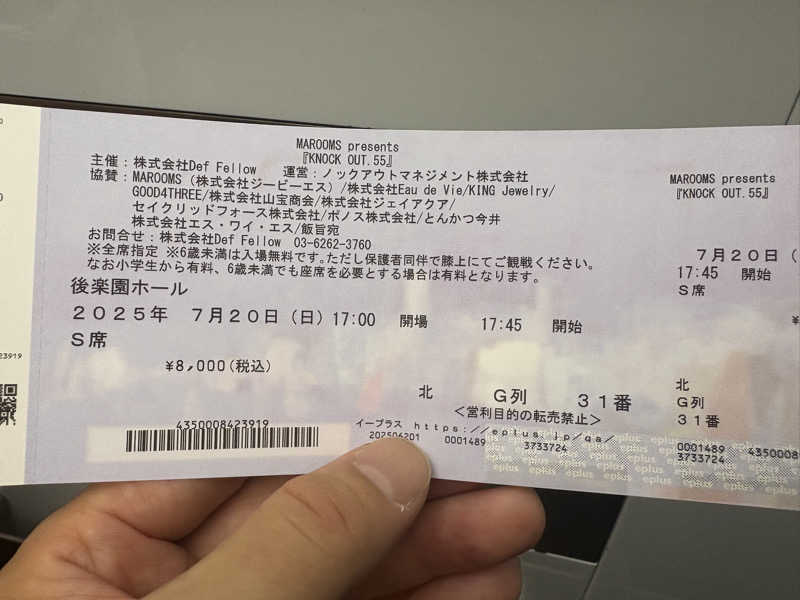 MAROOMS presents
『KNOCK OUT.55』
主催：株式会社Def Fellow　運営：ノックアウトマネジメント株式会社
協賛：MAROOMS（株式会社ジーピーエス）/株式会社Eau de Vie/KING Jewelry/
GOOD4THREE/株式会社山宝商会/株式会社ジェイアクア/
セイクリッドフォース株式会社/ボノス株式会社/とんかつ今井
株式会社エス・ワイ・エス/飯旨宛
お問合せ：株式会社Def Fellow　03-6262-3760
※全席指定 ※6歳未満は入場無料です。ただし保護者同伴で膝上にてご観戦ください。
なお小学生から有料、6歳未満でも座席を必要とする場合は有料となります。
後楽園ホール
2025年 7月20日（日）17:00 開場 17:45 開始
S席
¥8,000(税込)
北 G列 31番
＜営利目的の転売禁止＞
4350008423919
イープラス https://eplus.jp/qa/
202506201 0001489 3733724
MAROOMS presents
『KNOCK OUT.55』
7月20日（
17:45 開始
S席
¥
北
G列
31番
0001489 4350008
3733724
eplus eplus eplus eplus eplus eplus
23919